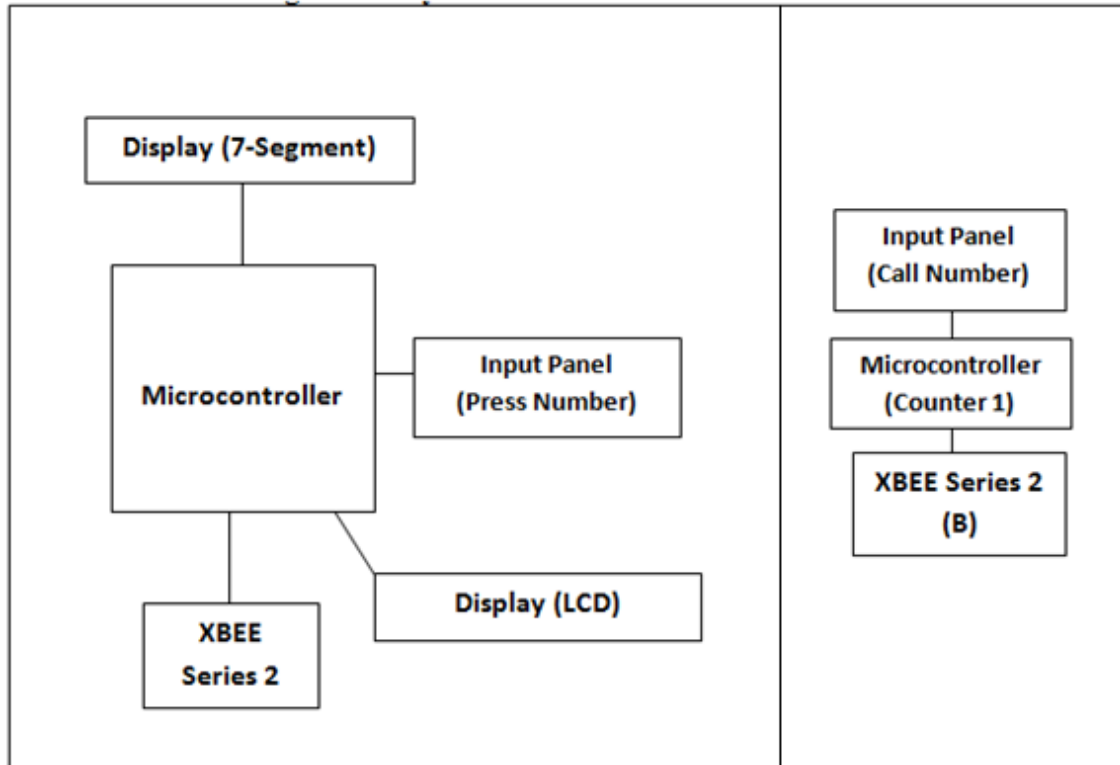 Display (7-Segment)
Microcontroller
Input Panel
(Press Number)
Display (LCD)
XBEE
Series 2
Input Panel
(Call Number)
Microcontroller
(Counter 1)
XBEE Series 2
(B)